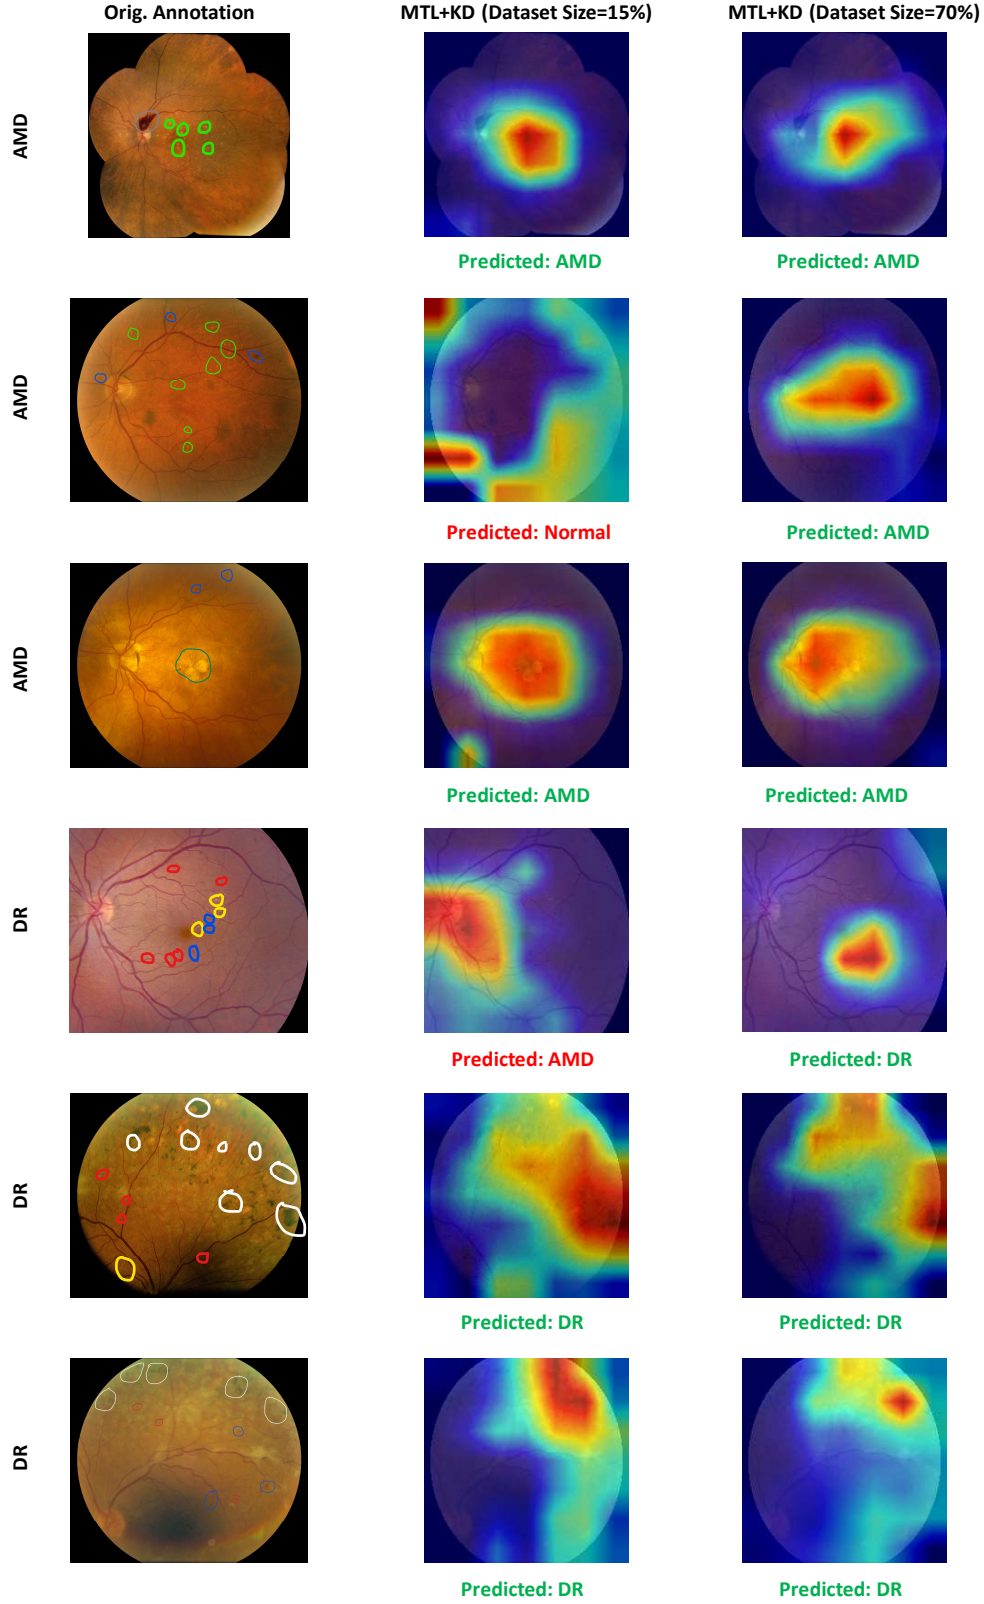 Orig. Annotation
MTL+KD (Dataset Size=15%)
MTL+KD (Dataset Size=70%)
AMD
Predicted: AMD
Predicted: AMD
AMD
Predicted: Normal
Predicted: AMD
AMD
Predicted: AMD
Predicted: AMD
DR
Predicted: AMD
Predicted: DR
DR
Predicted: DR
Predicted: DR
DR
Predicted: DR
Predicted: DR